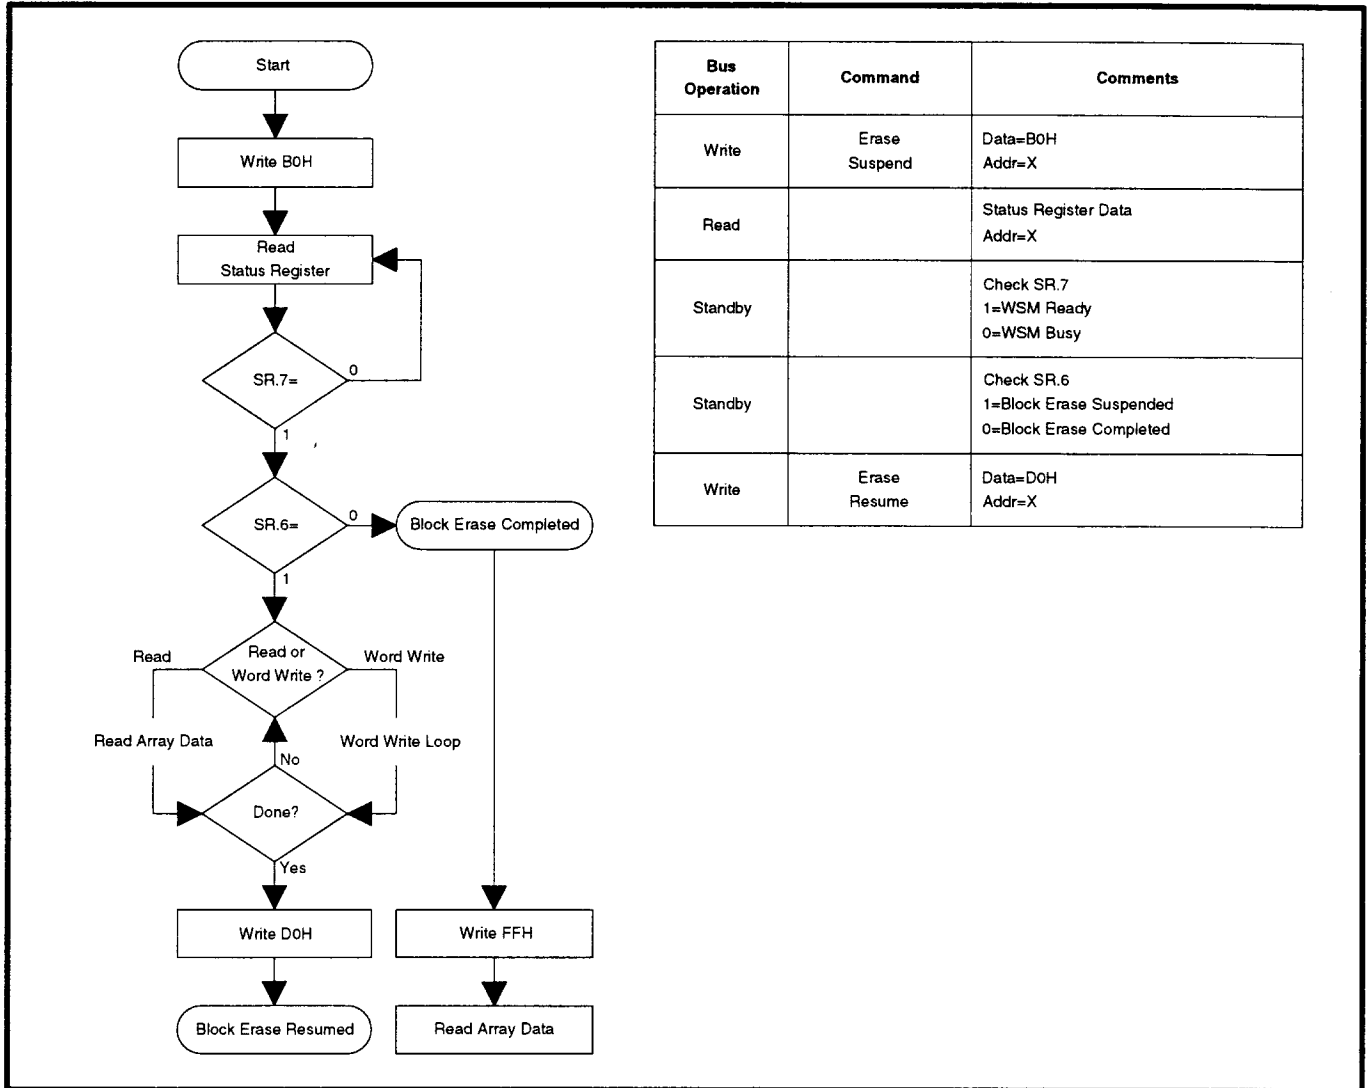 Start
Write B0H
Read
Status Register
SR.7=
0
1
SR.6=
0
Block Erase Completed
1
Read
Read or
Word Write ?
Word Write
Read Array Data
Word Write Loop
No
Done?
Yes
Write D0H
Write FFH
Block Erase Resumed
Read Array Data
Bus
Operation
Command
Comments
Write
Erase
Suspend
Data=B0H
Addr=X
Read
Status Register Data
Addr=X
Standby
Check SR.7
1=WSM Ready
0=WSM Busy
Standby
Check SR.6
1=Block Erase Suspended
0=Block Erase Completed
Write
Erase
Resume
Data=D0H
Addr=X